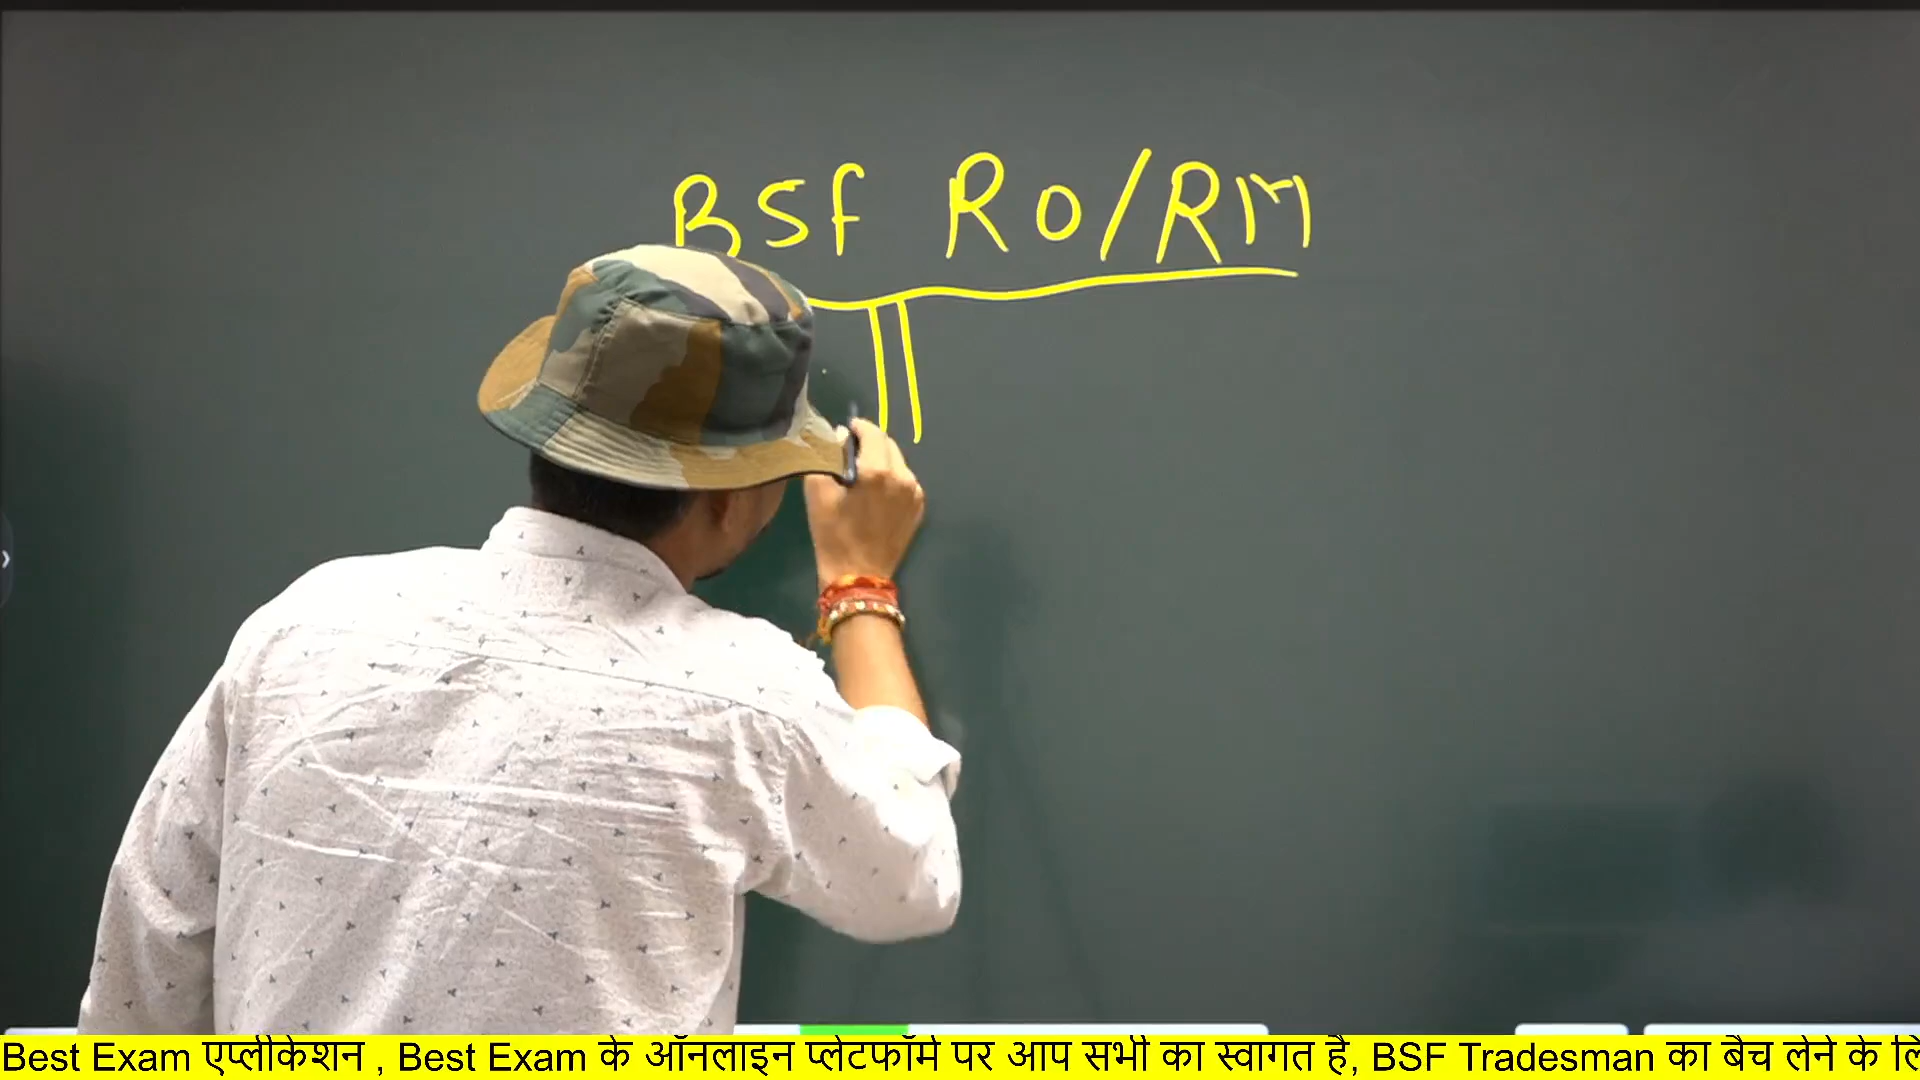 BSF RO/RM
Best Exam एप्लीकेशन , Best Exam के ऑनलाइन प्लेटफॉर्म पर आप सभी का स्वागत है, BSF Tradesman का बैच लेने के